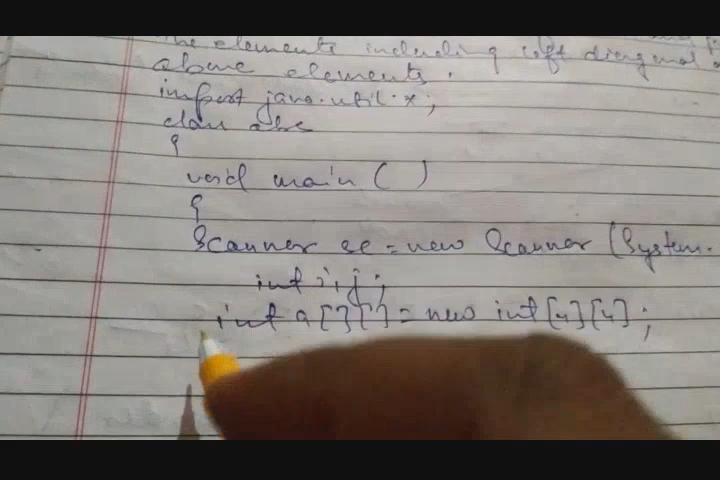 the elements including left diagonal
above elements.
import java.util.*;
class abc
{
void main ( )
{
Scanner sc = new Scanner (System.
int i,j;
int a[][] = new int [4][4];